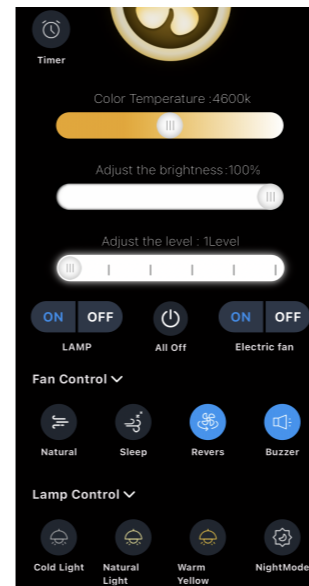 Timer
Color Temperature :4600k
Adjust the brightness:100%
Adjust the level : 1Level
ON OFF ON OFF
LAMP All Off Electric fan
Fan Control
Natural Sleep Revers Buzzer
Lamp Control
Cold Light Natural Warm NightMode
Light Yellow